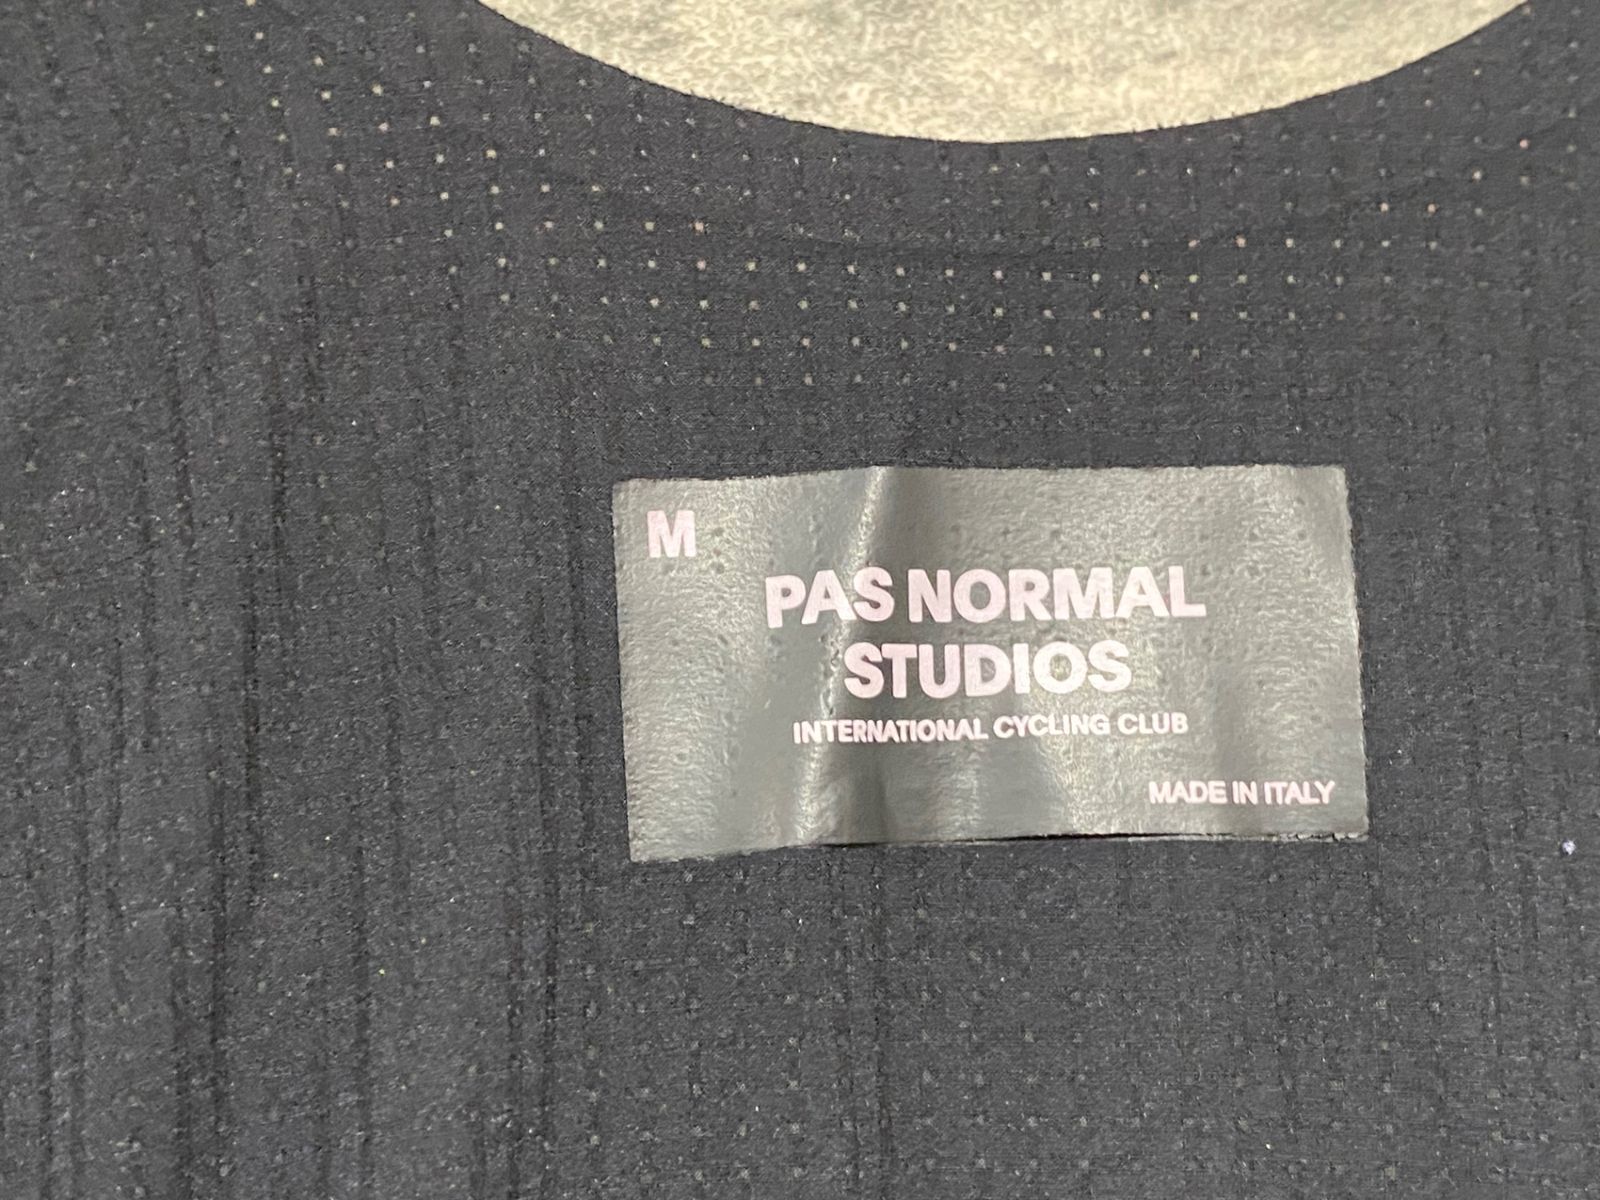 M
PAS NORMAL
STUDIOS
INTERNATIONAL CYCLING CLUB
MADE IN ITALY